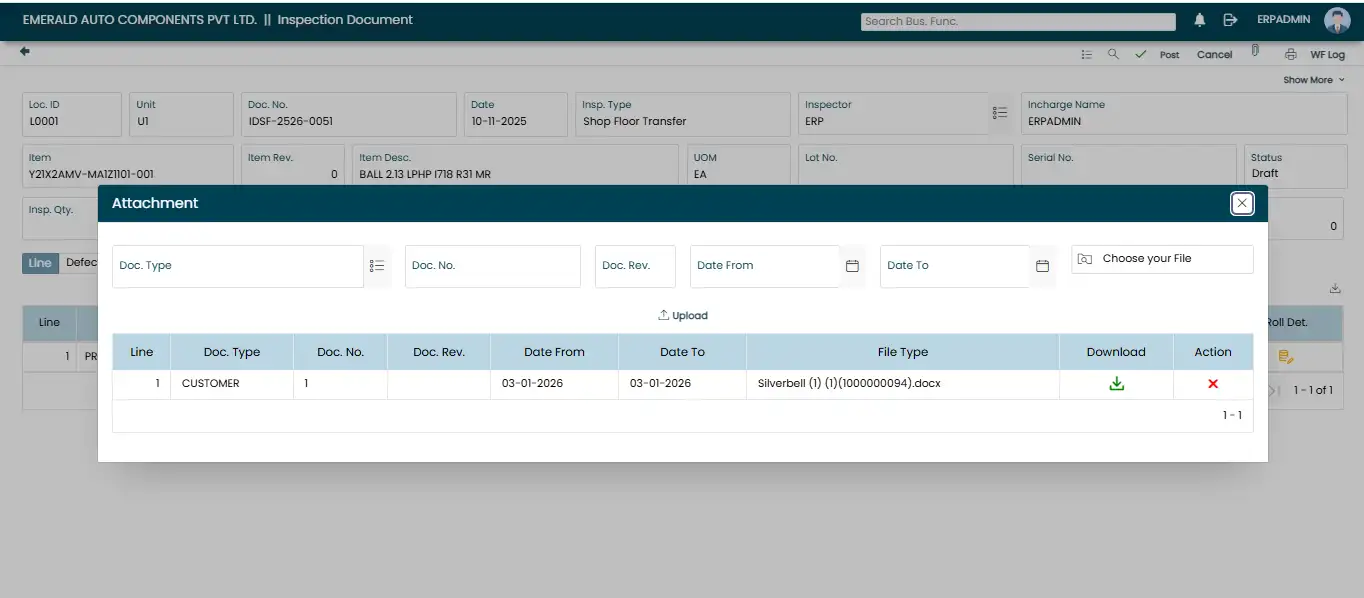 EMERALD AUTO COMPONENTS PVT LTD. || Inspection Document
Search Bus. Func.
ERPADMIN
Post
Cancel
WF Log
Show More
Loc. ID
L0001
Unit
U1
Doc. No.
IDSF-2526-0051
Date
10-11-2025
Insp. Type
Shop Floor Transfer
Inspector
ERP
Incharge Name
ERPADMIN
Item
Y21X2AMV-MA1Z1101-001
Item Rev.
0
Item Desc.
BALL 2.13 LPHP I718 R31 MR
UOM
EA
Lot No.
Serial No.
Status
Draft
Insp. Qty.
0
Attachment
Doc. Type
Doc. No.
Doc. Rev.
Date From
Date To
Choose your File
Upload
Line Doc. Type Doc. No. Doc. Rev. Date From Date To File Type Download Action
1 CUSTOMER 1 03-01-2026 03-01-2026 Silverbell (1) (1)(1000000094).docx
1 - 1
Line
Defec
Line
Roll Det.
1 PR
1 - 1 of 1